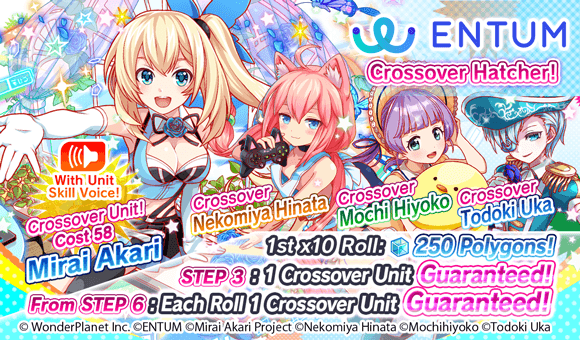 ENTUM
Crossover Hatcher!
With Unit
Skill Voice!
Crossover Unit!
Cost 58
Mirai Akari
Crossover
Nekomiya Hinata
Crossover
Mochi Hiyoko
Crossover
Todoki Uka
1st x10 Roll: 250 Polygons!
STEP 3 : 1 Crossover Unit Guaranteed!
From STEP 6 : Each Roll 1 Crossover Unit Guaranteed!
© WonderPlanet Inc. ©ENTUM ©Mirai Akari Project ©Nekomiya Hinata ©Mochihiyoko ©Todoki Uka